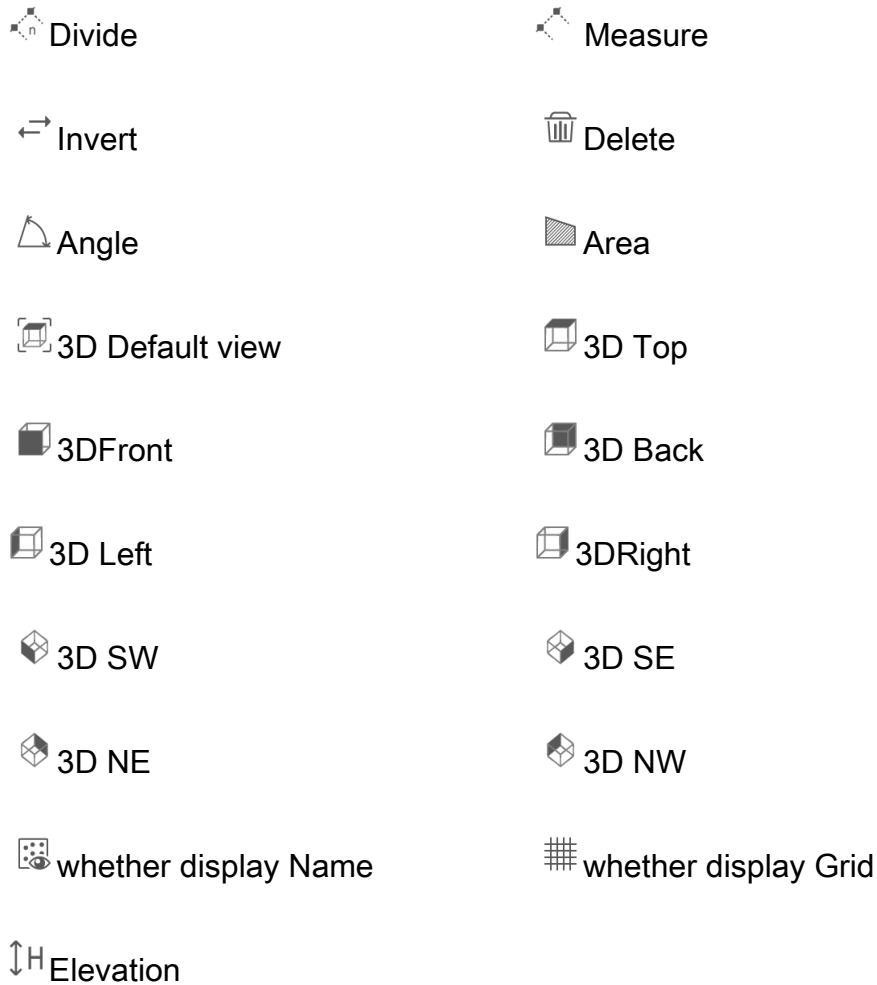 n Divide Measure
Invert Delete
Angle Area
3D Default view 3D Top
3DFront 3D Back
3D Left 3DRight
3D SW 3D SE
3D NE 3D NW
whether display Name whether display Grid
H Elevation